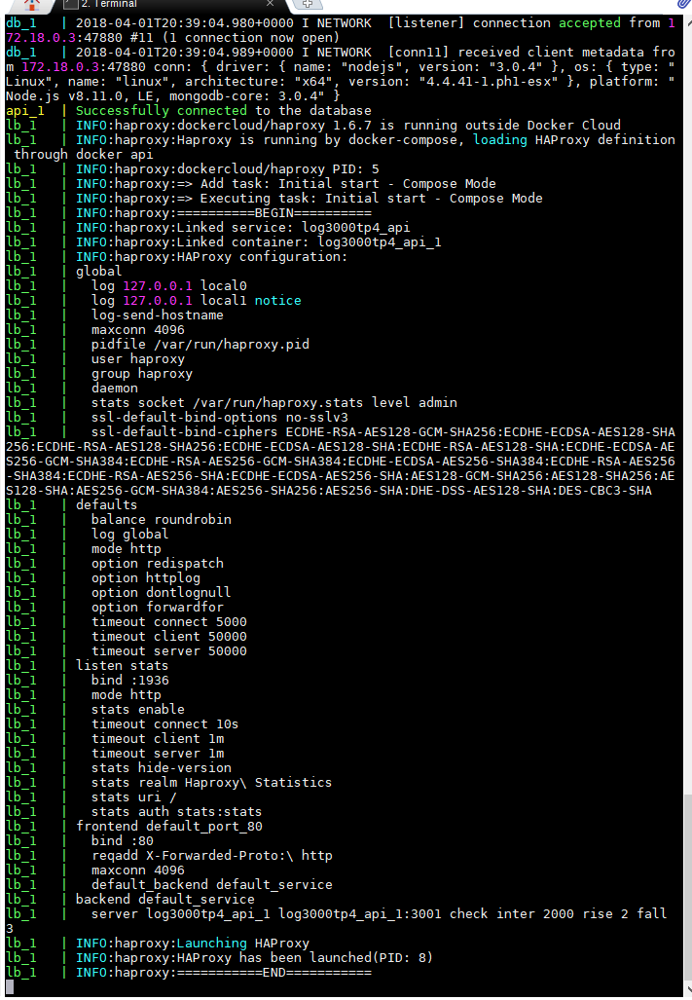 2. Terminal
db_1   | 2018-04-01T20:39:04.980+0000 I NETWORK  [listener] connection accepted from 1
72.18.0.3:47880 #11 (1 connection now open)
db_1   | 2018-04-01T20:39:04.989+0000 I NETWORK  [conn11] received client metadata fro
m 172.18.0.3:47880 conn: { driver: { name: "nodejs", version: "3.0.4" }, os: { type: "
Linux", name: "linux", architecture: "x64", version: "4.4.41-1.ph1-esx" }, platform: "
Node.js v8.11.0, LE, mongodb-core: 3.0.4" }
api_1  | Successfully connected to the database
lb_1   | INFO:haproxy:dockercloud/haproxy 1.6.7 is running outside Docker Cloud
lb_1   | INFO:haproxy:Haproxy is running by docker-compose, loading HAProxy definition
 through docker api
lb_1   | INFO:haproxy:dockercloud/haproxy PID: 5
lb_1   | INFO:haproxy:=> Add task: Initial start - Compose Mode
lb_1   | INFO:haproxy:=> Executing task: Initial start - Compose Mode
lb_1   | INFO:haproxy:==========BEGIN==========
lb_1   | INFO:haproxy:Linked service: log3000tp4_api
lb_1   | INFO:haproxy:Linked container: log3000tp4_api_1
lb_1   | INFO:haproxy:HAProxy configuration:
lb_1   | global
lb_1   |   log 127.0.0.1 local0
lb_1   |   log 127.0.0.1 local1 notice
lb_1   |   log-send-hostname
lb_1   |   maxconn 4096
lb_1   |   pidfile /var/run/haproxy.pid
lb_1   |   user haproxy
lb_1   |   group haproxy
lb_1   |   daemon
lb_1   |   stats socket /var/run/haproxy.stats level admin
lb_1   |   ssl-default-bind-options no-sslv3
lb_1   |   ssl-default-bind-ciphers ECDHE-RSA-AES128-GCM-SHA256:ECDHE-ECDSA-AES128-SHA
256:ECDHE-RSA-AES128-SHA256:ECDHE-ECDSA-AES128-SHA:ECDHE-RSA-AES128-SHA:ECDHE-ECDSA-AE
S256-GCM-SHA384:ECDHE-RSA-AES256-GCM-SHA384:ECDHE-ECDSA-AES256-SHA384:ECDHE-RSA-AES256
-SHA384:ECDHE-RSA-AES256-SHA:ECDHE-ECDSA-AES256-SHA:AES128-GCM-SHA256:AES128-SHA256:AE
S128-SHA:AES256-GCM-SHA384:AES256-SHA256:AES256-SHA:DHE-DSS-AES128-SHA:DES-CBC3-SHA
lb_1   | defaults
lb_1   |   balance roundrobin
lb_1   |   log global
lb_1   |   mode http
lb_1   |   option redispatch
lb_1   |   option httplog
lb_1   |   option dontlognull
lb_1   |   option forwardfor
lb_1   |   timeout connect 5000
lb_1   |   timeout client 50000
lb_1   |   timeout server 50000
lb_1   | listen stats
lb_1   |   bind :1936
lb_1   |   mode http
lb_1   |   stats enable
lb_1   |   timeout connect 10s
lb_1   |   timeout client 1m
lb_1   |   timeout server 1m
lb_1   |   stats hide-version
lb_1   |   stats realm Haproxy\ Statistics
lb_1   |   stats uri /
lb_1   |   stats auth stats:stats
lb_1   | frontend default_port_80
lb_1   |   bind :80
lb_1   |   reqadd X-Forwarded-Proto:\ http
lb_1   |   maxconn 4096
lb_1   |   default_backend default_service
lb_1   | backend default_service
lb_1   |   server log3000tp4_api_1 log3000tp4_api_1:3001 check inter 2000 rise 2 fall
3
lb_1   | INFO:haproxy:Launching HAProxy
lb_1   | INFO:haproxy:HAProxy has been launched(PID: 8)
lb_1   | INFO:haproxy:===========END===========